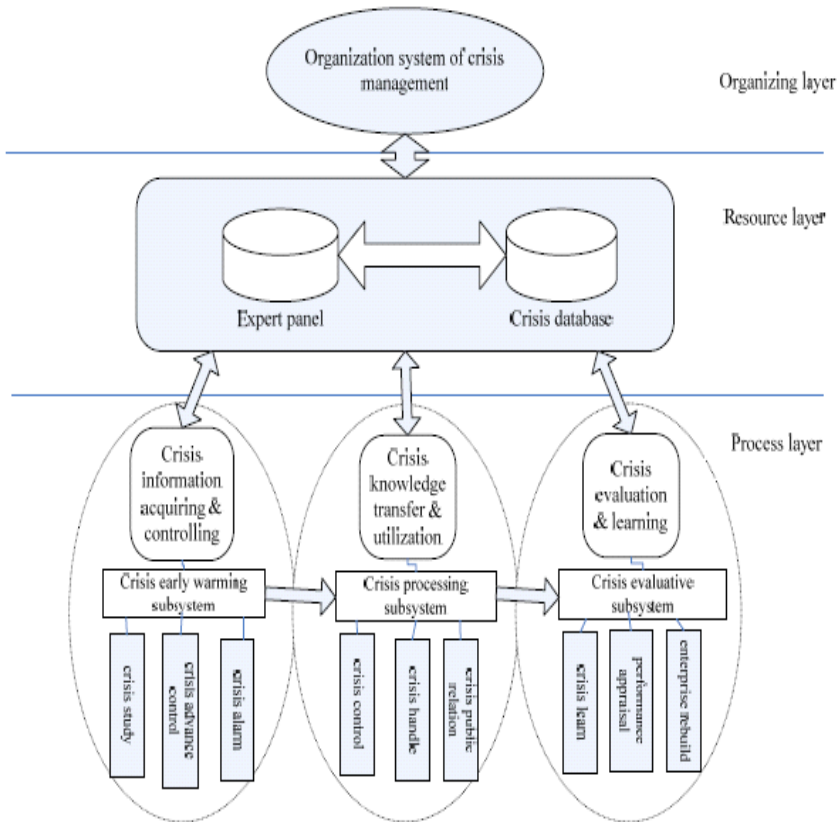 Organization system of crisis
management
Organizing layer
Resource layer
Expert panel
Crisis database
Process layer
Crisis
information
acquiring &
controlling
Crisis
knowledge
transfer &
utilization
Crisis
evaluation
& learning
Crisis early warming
subsystem
Crisis processing
subsystem
Crisis evaluative
subsystem
crisis study
crisis advance
control
crisis alarm
crisis control
crisis handle
crisis public
relation
crisis learn
performance
appraisal
enterprise rebuild